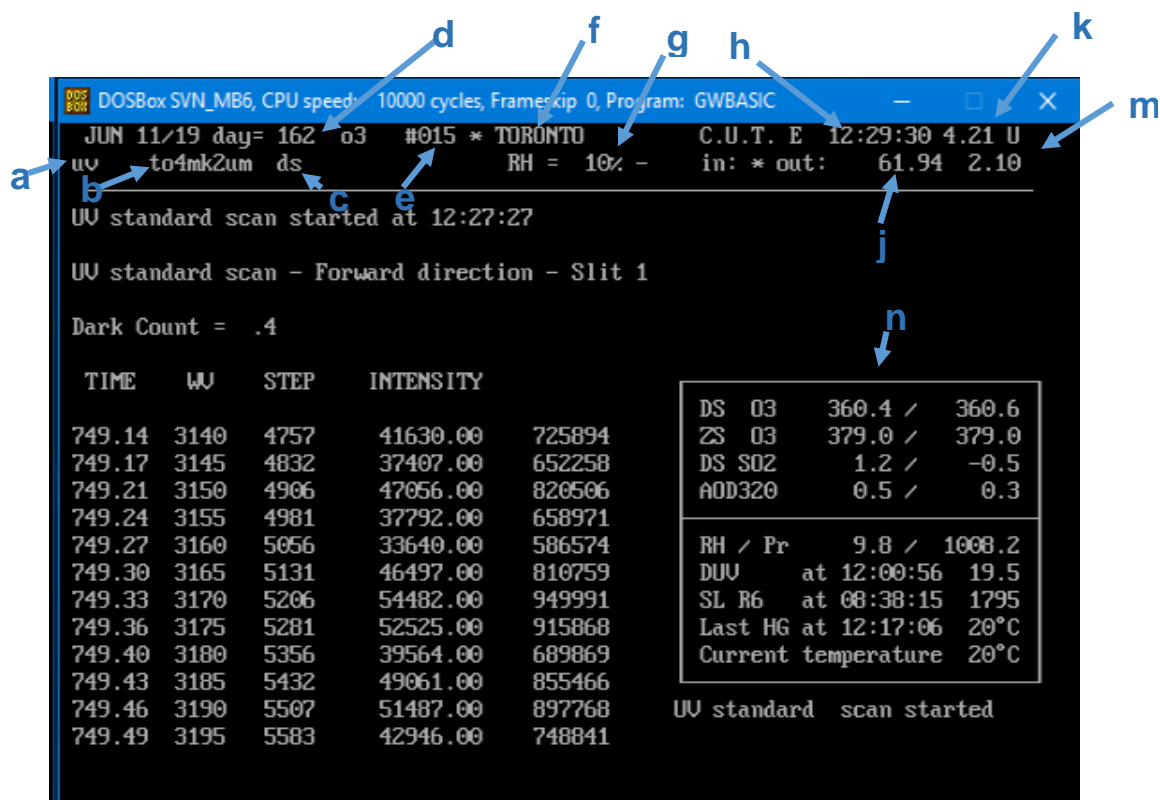 d f g h k
DOS BOX DOSBox SVN_MB6, CPU speed: 10000 cycles, Frameskip 0, Program: GWBASIC
m
JUN 11/19 day= 162 o3 #015 * TORONTO C.U.T. E 12:29:30 4.21 U
a uv b to4mk2um ds c e RH = 10% - in: * out: 61.94 2.10
j
UV standard scan started at 12:27:27
UV standard scan - Forward direction - Slit 1
Dark Count = .4
n
TIME WV STEP INTENSITY
749.14 3140 4757 41630.00 725894
749.17 3145 4832 37407.00 652258
749.21 3150 4906 47056.00 820506
749.24 3155 4981 37792.00 658971
749.27 3160 5056 33640.00 586574
749.30 3165 5131 46497.00 810759
749.33 3170 5206 54482.00 949991
749.36 3175 5281 52525.00 915868
749.40 3180 5356 39564.00 689869
749.43 3185 5432 49061.00 855466
749.46 3190 5507 51487.00 897768
749.49 3195 5583 42946.00 748841
DS O3 360.4 / 360.6
ZS O3 379.0 / 379.0
DS SO2 1.2 / -0.5
AOD320 0.5 / 0.3
RH / Pr 9.8 / 1008.2
DUV at 12:00:56 19.5
SL R6 at 08:38:15 1795
Last HG at 12:17:06 20°C
Current temperature 20°C
UV standard scan started